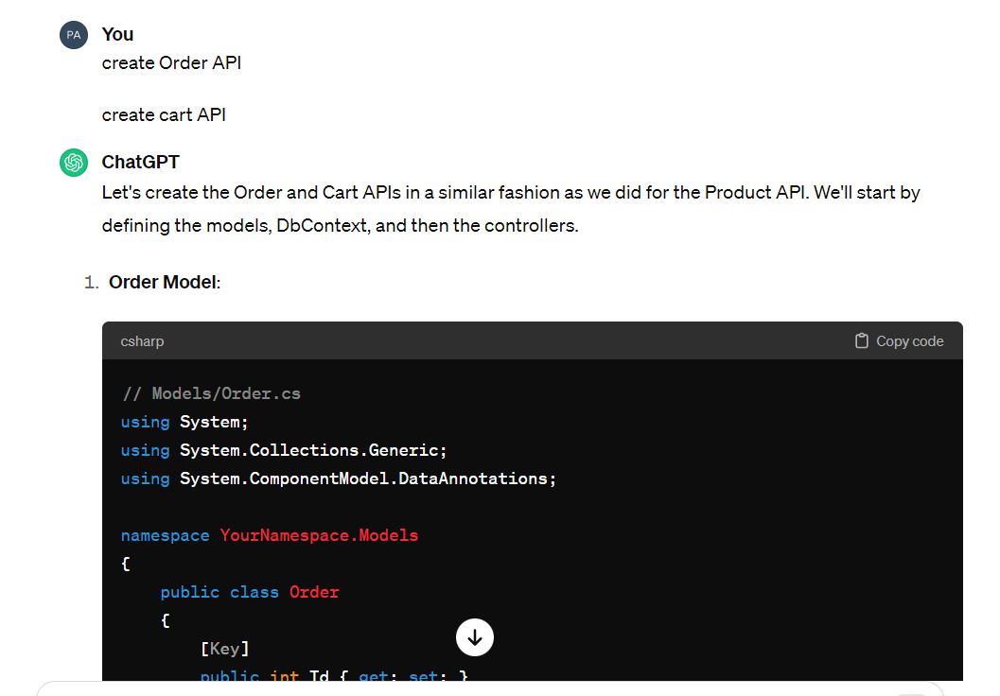 PA
You
create Order API
create cart API
ChatGPT
Let's create the Order and Cart APIs in a similar fashion as we did for the Product API. We'll start by
defining the models, DbContext, and then the controllers.
1. Order Model:
csharp
Copy code
// Models/Order.cs
using System;
using System.Collections.Generic;
using System.ComponentModel.DataAnnotations;
namespace YourNamespace.Models
{
public class Order
{
[Key]
public int Id { get; set; }